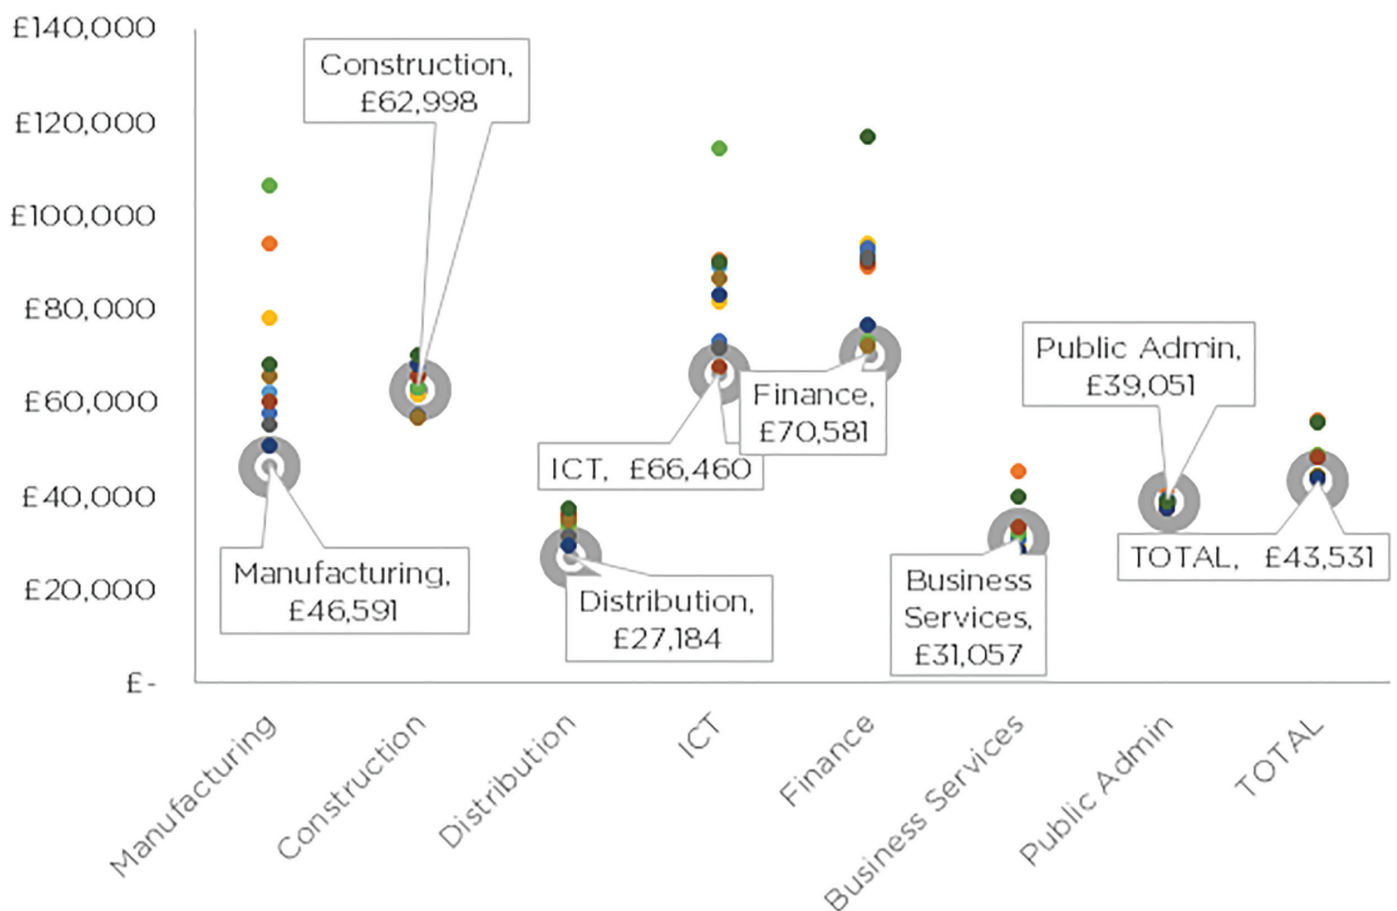 £140,000
£120,000
£100,000
£80,000
£60,000
£40,000
£20,000
£-
Construction,
£62,998
Public Admin,
£39,051
Finance,
£70,581
ICT, £66,460
Manufacturing,
£46,591
Distribution,
£27,184
Business
Services,
£31,057
TOTAL, £43,531
Manufacturing
Construction
Distribution
ICT
Finance
Business Services
Public Admin
TOTAL